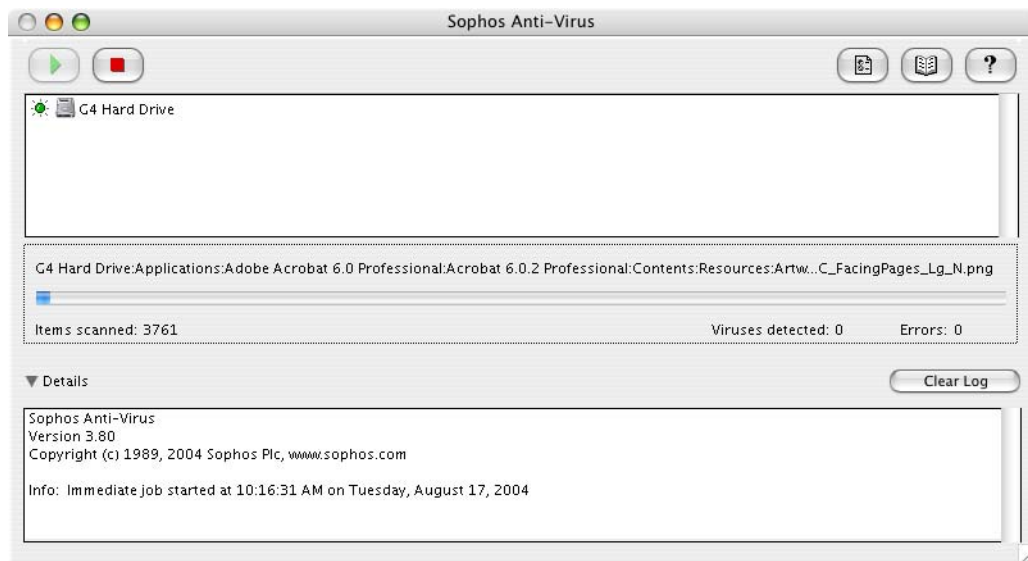 Sophos Anti-Virus
?
G4 Hard Drive
G4 Hard Drive:Applications:Adobe Acrobat 6.0 Professional:Acrobat 6.0.2 Professional:Contents:Resources:Artw...C_FacingPages_Lg_N.png
Items scanned: 3761 Viruses detected: 0 Errors: 0
Details Clear Log
Sophos Anti-Virus
Version 3.80
Copyright (c) 1989, 2004 Sophos Plc, www.sophos.com
Info: Immediate job started at 10:16:31 AM on Tuesday, August 17, 2004